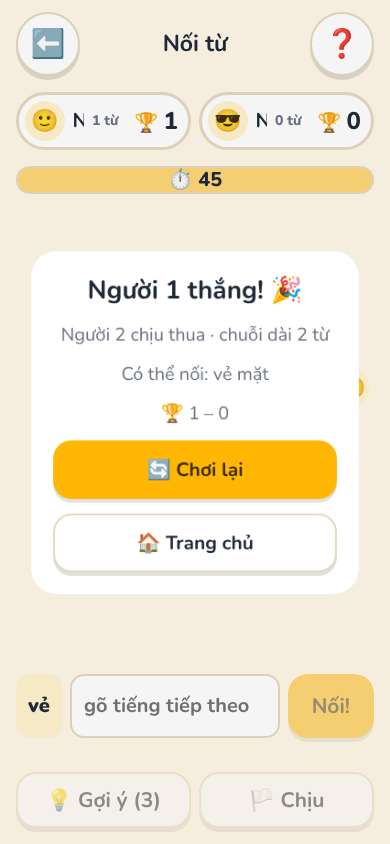 Nối từ
1 từ 1
0 từ 0
45
Người 1 thắng!
Người 2 chịu thua · chuỗi dài 2 từ
Có thể nối: vẻ mặt
1 – 0
Chơi lại
Trang chủ
vẻ gõ tiếng tiếp theo Nối!
Gợi ý (3) Chịu